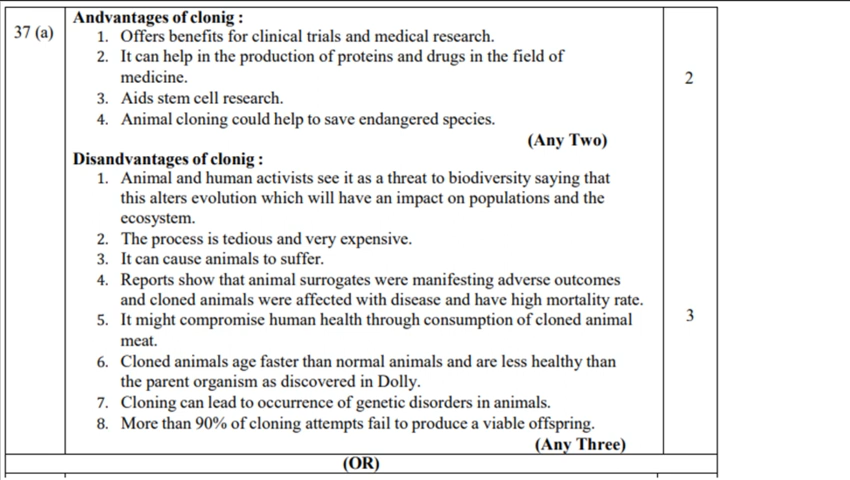 Andvantages of clonig :
37 (a)
1. Offers benefits for clinical trials and medical research.
2. It can help in the production of proteins and drugs in the field of
medicine.
2
3. Aids stem cell research.
4. Animal cloning could help to save endangered species.
(Any Two)
Disandvantages of clonig :
1. Animal and human activists see it as a threat to biodiversity saying that
this alters evolution which will have an impact on populations and the
ecosystem.
2. The process is tedious and very expensive.
3. It can cause animals to suffer.
4. Reports show that animal surrogates were manifesting adverse outcomes
and cloned animals were affected with disease and have high mortality rate.
5. It might compromise human health through consumption of cloned animal
3
meat.
6. Cloned animals age faster than normal animals and are less healthy than
the parent organism as discovered in Dolly.
7. Cloning can lead to occurrence of genetic disorders in animals.
8. More than 90% of cloning attempts fail to produce a viable offspring.
(Any Three)
(OR)